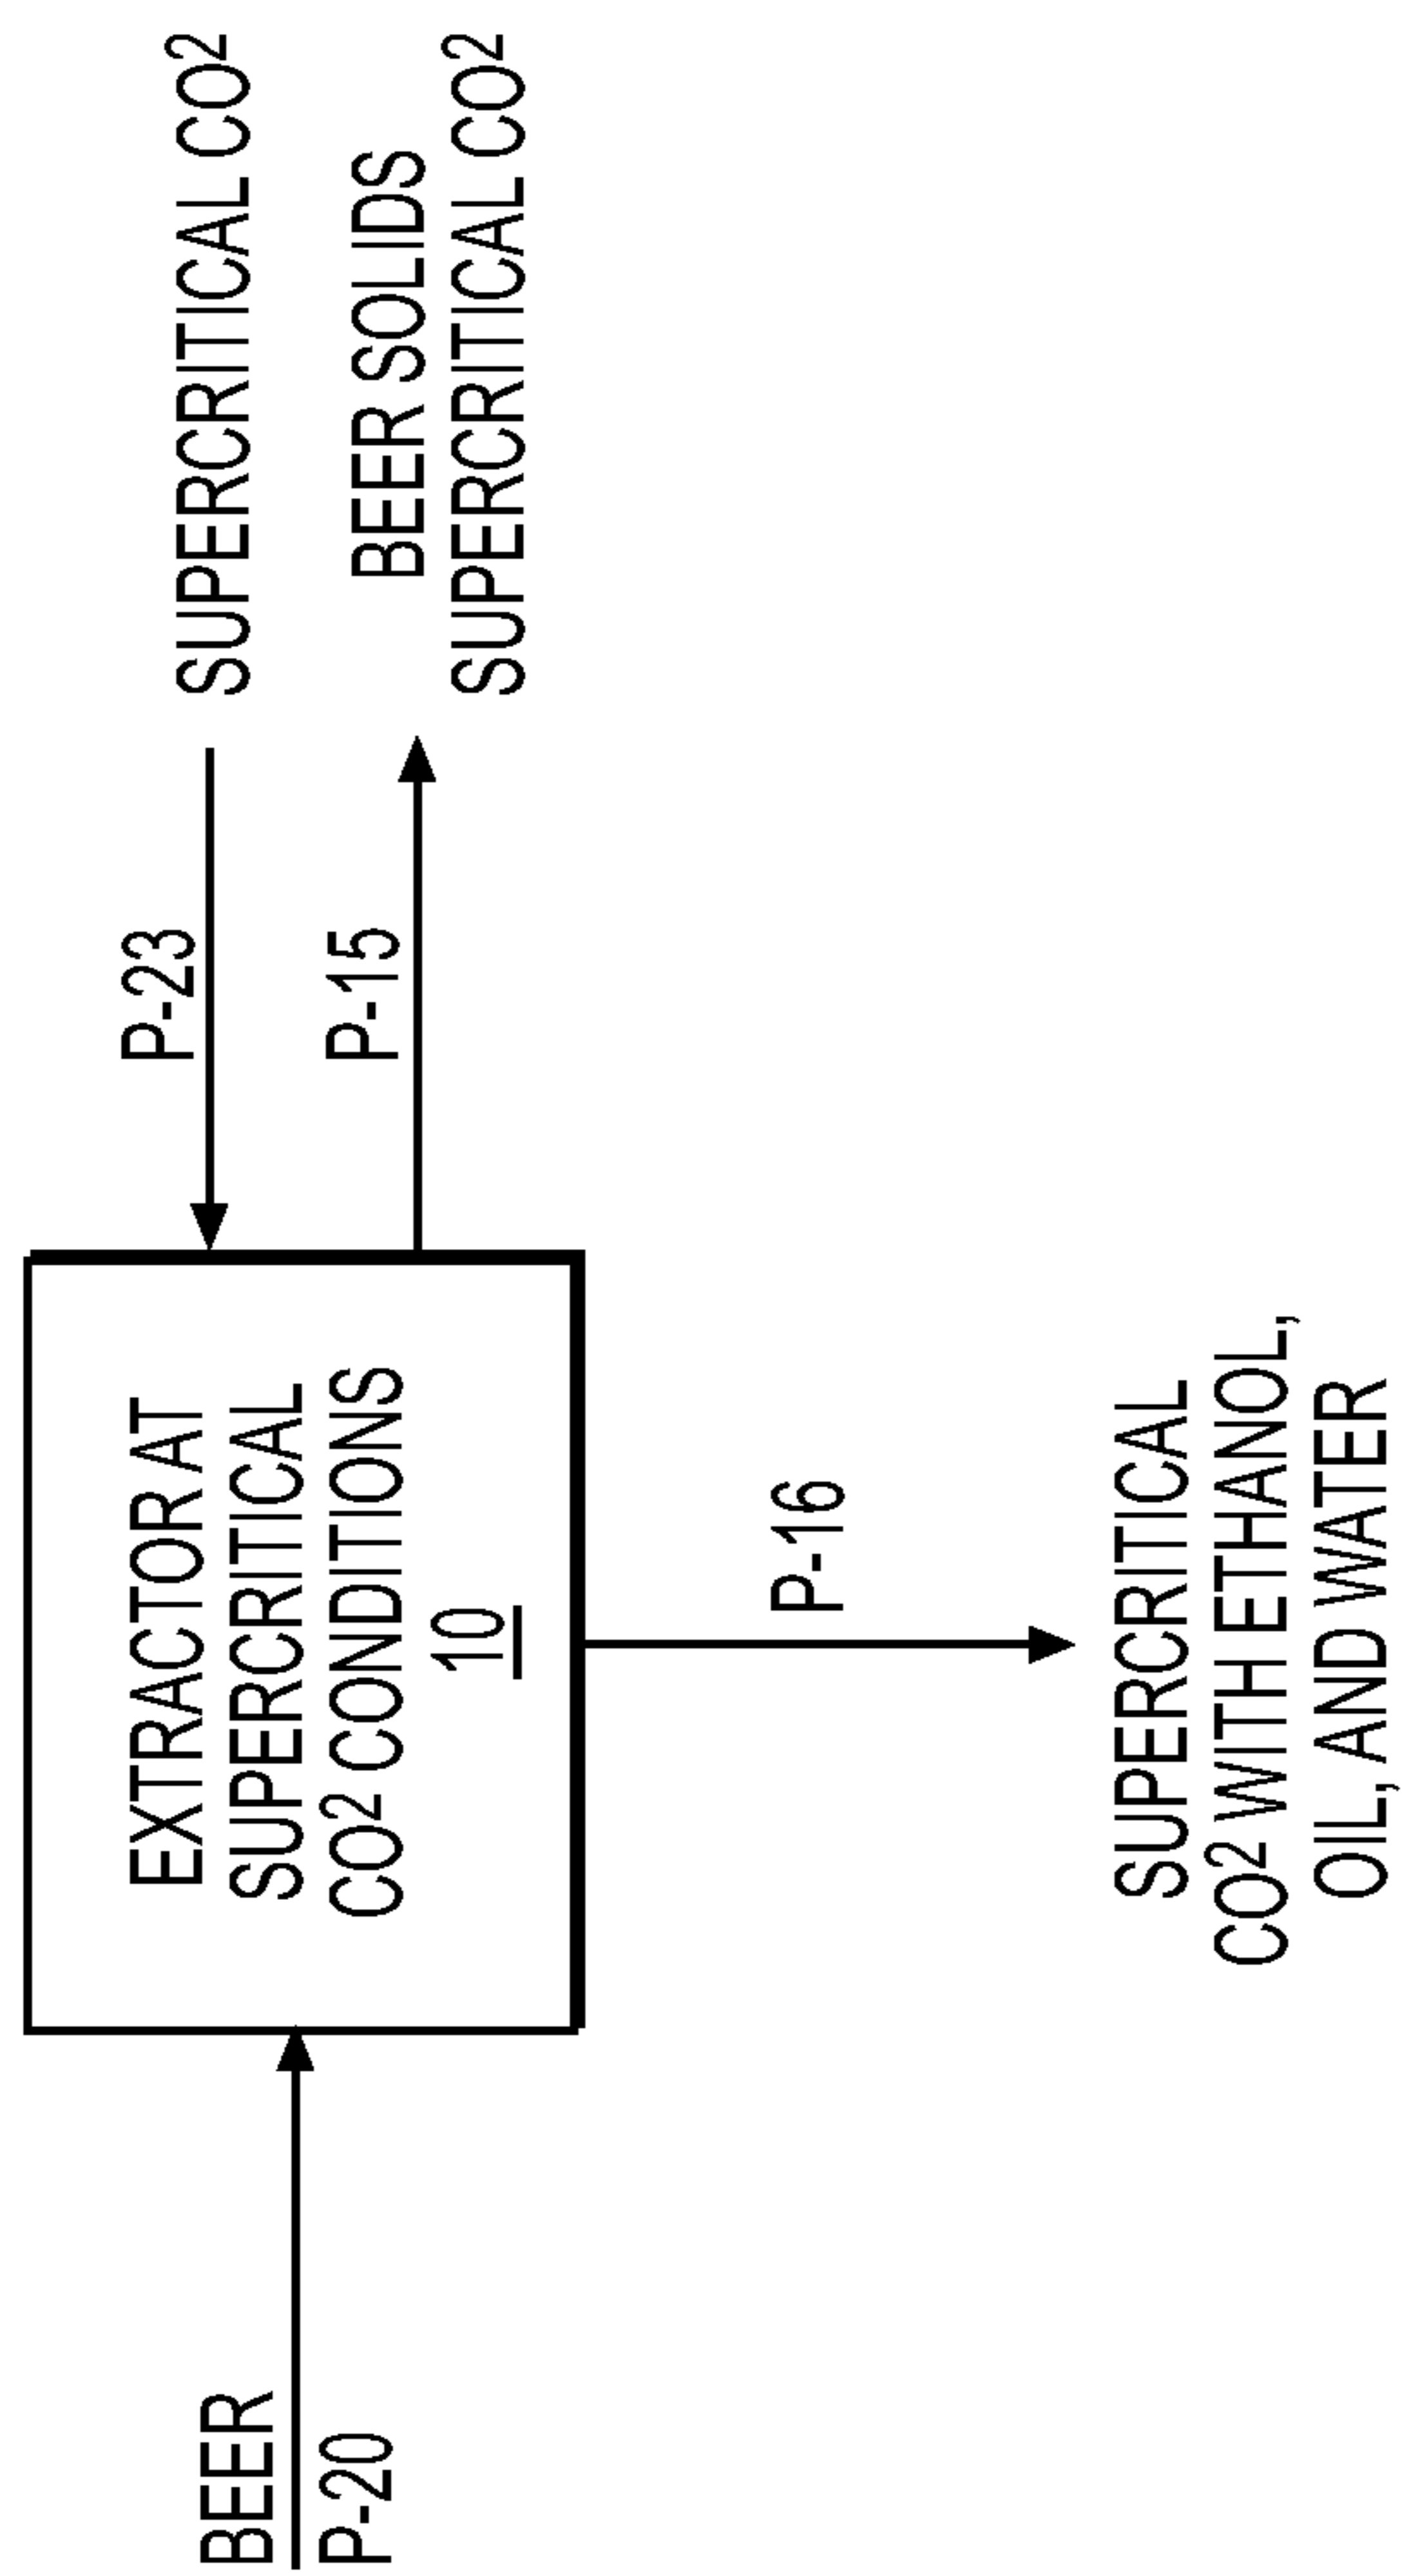 BEER
P-20
EXTRACTOR AT
SUPERCRITICAL
CO² CONDITIONS
10
P-23
SUPERCRITICAL CO²
P-15
BEER SOLIDS
SUPERCRITICAL CO²
P-16
SUPERCRITICAL
CO² WITH ETHANOL,
OIL, AND WATER